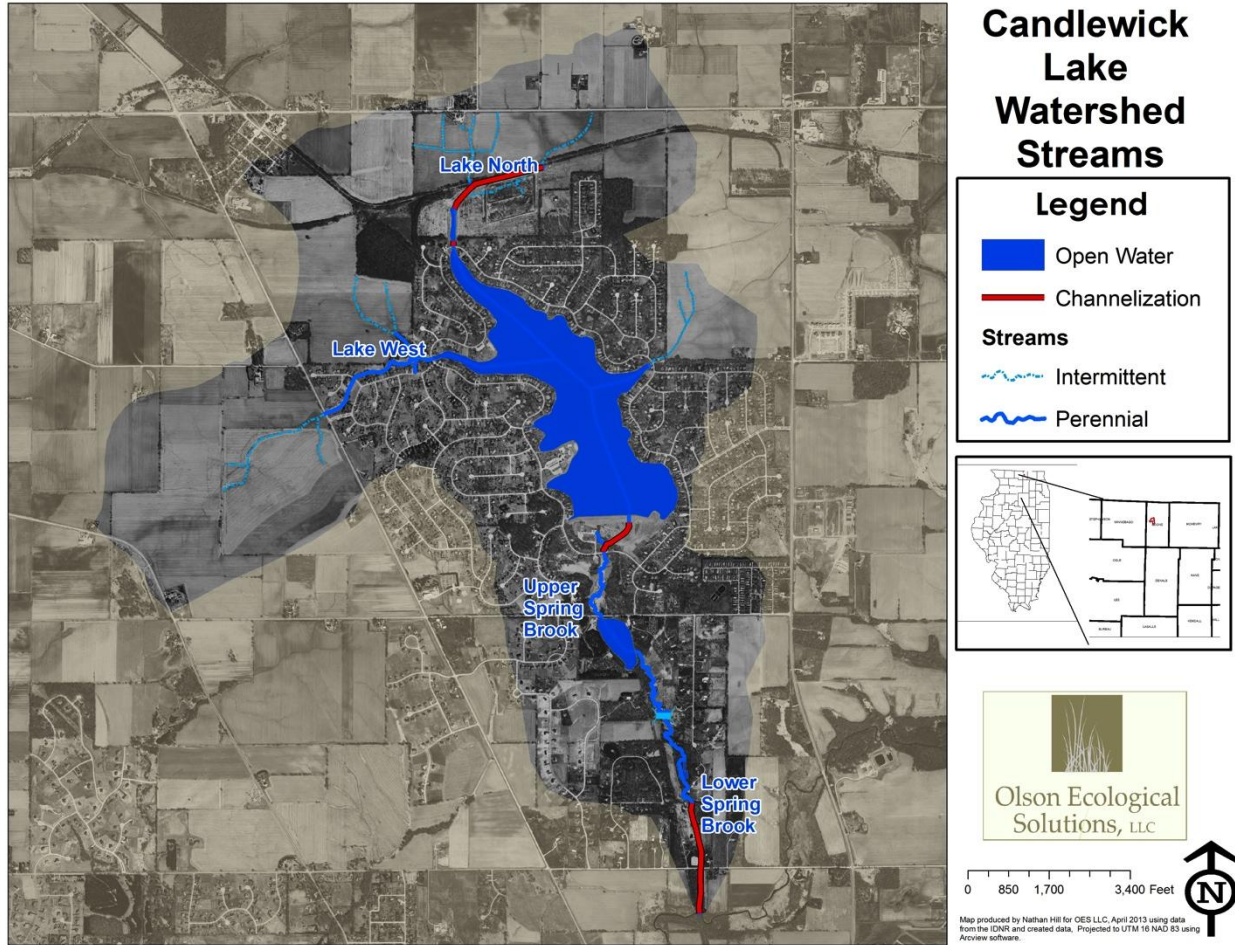 Candlewick
Lake
Watershed
Streams
Legend
Open Water
Channelization
Streams
Intermittent
Perennial
Lake North
Lake West
Upper
Spring
Brook
Lower
Spring
Brook
Olson Ecological
Solutions, LLC
0 850 1,700 3,400 Feet
N
Map produced by Nathan Hill for OES LLC, April 2013 using data
from the IDNR and created data, Projected to UTM 16 NAD 83 using
Arcview software.